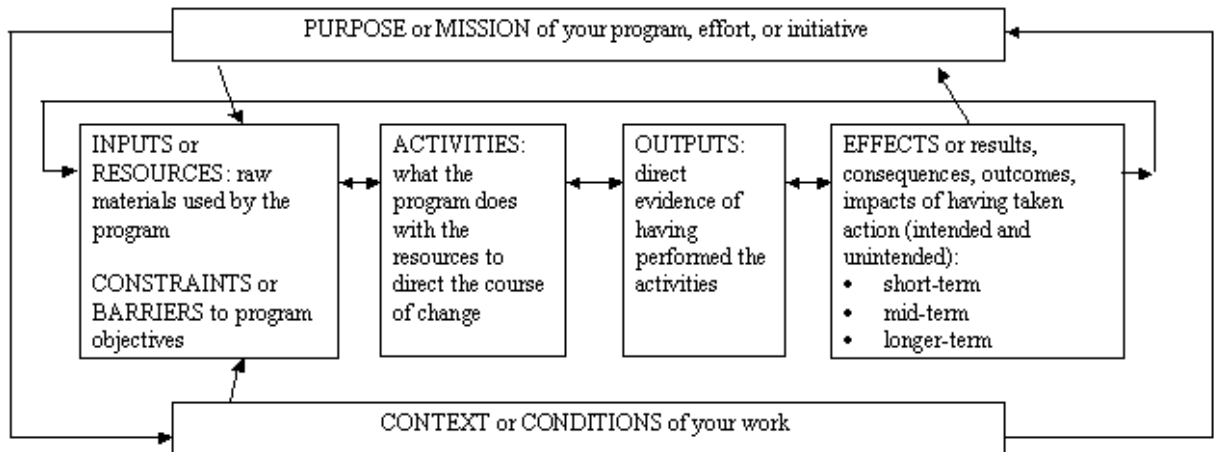 PURPOSE or MISSION of your program, effort, or initiative
INPUTS or
RESOURCES: raw
materials used by the
program
CONSTRAINTS or
BARRIERS to program
objectives
ACTIVITIES:
what the
program does
with the
resources to
direct the course
of change
OUTPUTS:
direct
evidence of
having
performed the
activities
EFFECTS or results,
consequences, outcomes,
impacts of having taken
action (intended and
unintended):
• short-term
• mid-term
• longer-term
CONTEXT or CONDITIONS of your work